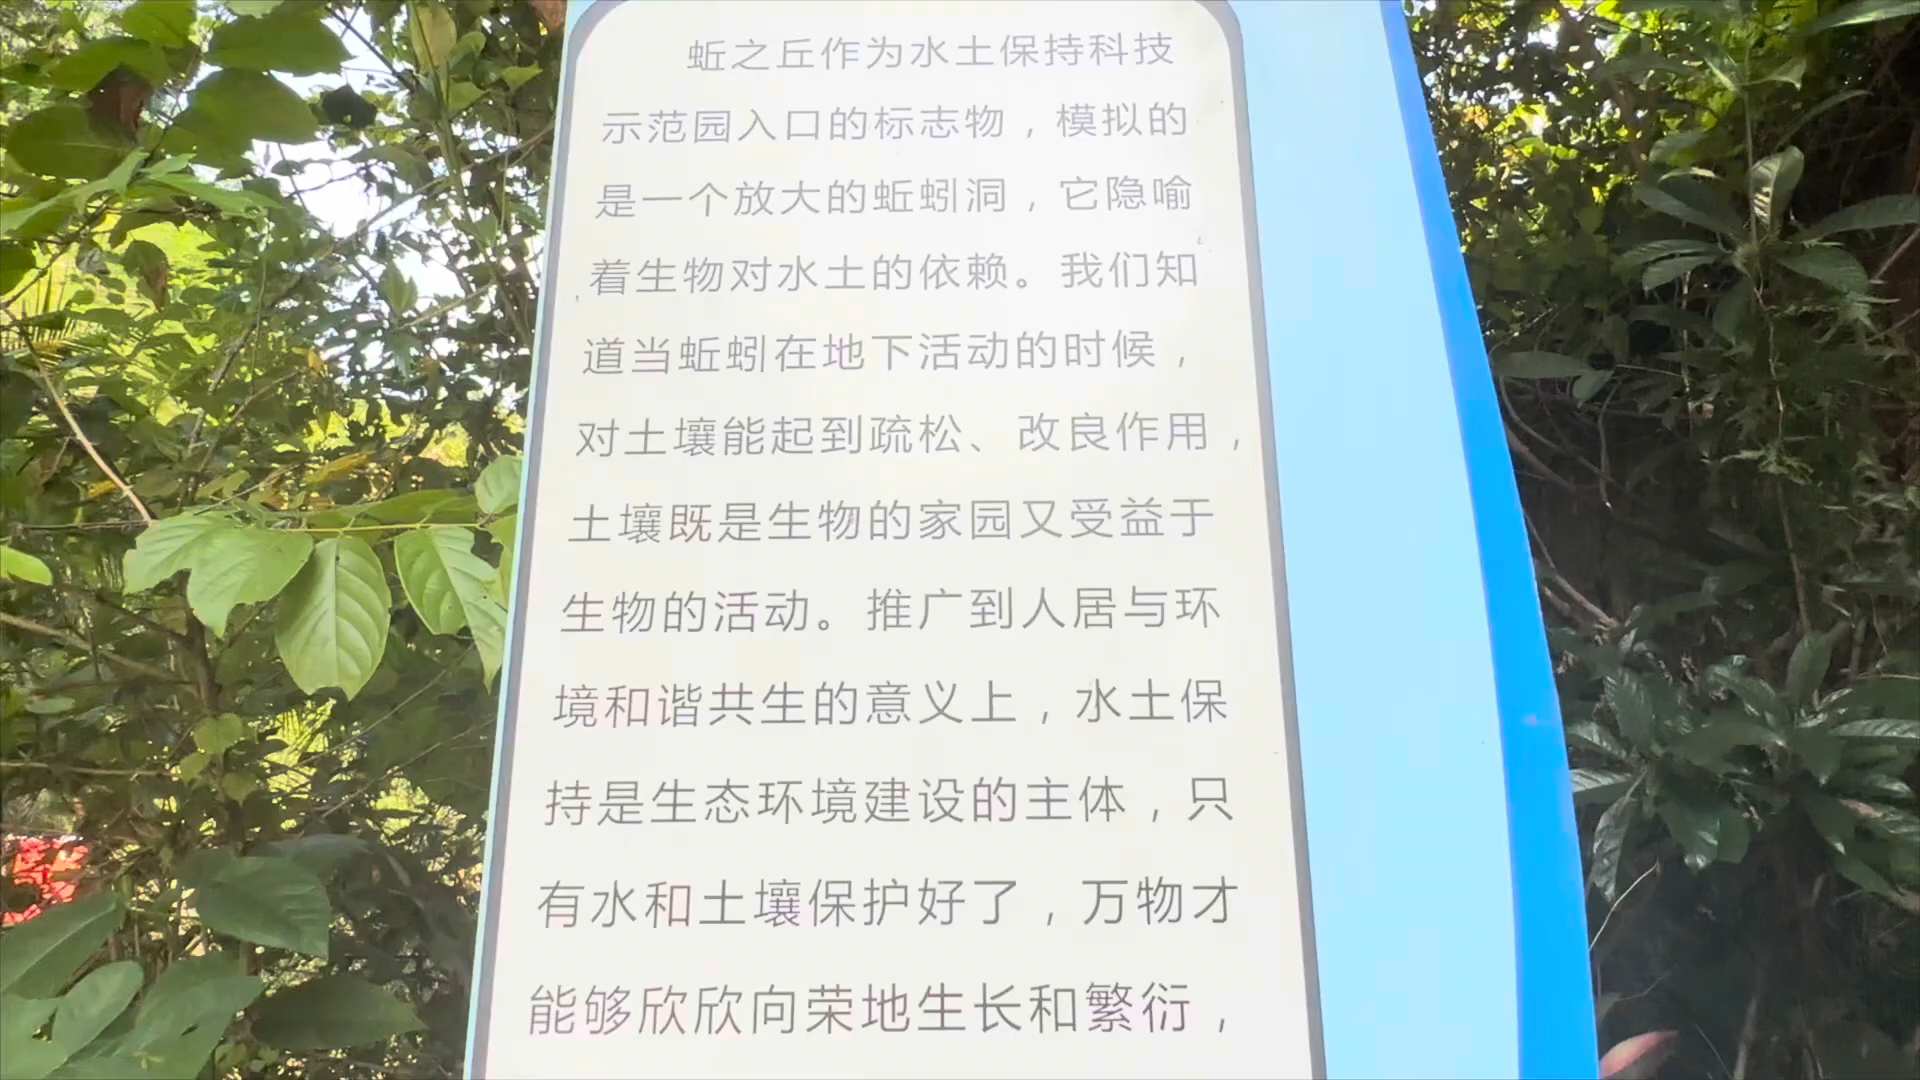 蚯之丘作为水土保持科技
示范园入口的标志物，模拟的
是一个放大的蚯蚓洞，它隐喻
着生物对水土的依赖。我们知
道当蚯蚓在地下活动的时候，
对土壤能起到疏松、改良作用，
土壤既是生物的家园又受益于
生物的活动。推广到人居与环
境和谐共生的意义上，水土保
持是生态环境建设的主体，只
有水和土壤保护好了，万物才
能够欣欣向荣地生长和繁衍，